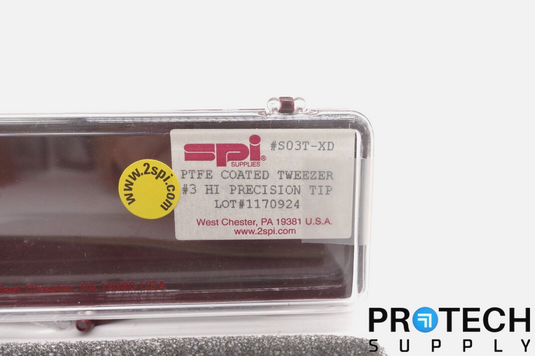 spi
SUPPLIES
#S03T-XD
PTFE COATED TWEEZER
#3 HI PRECISION TIP
LOT#1170924
West Chester, PA 19381 U.S.A.
www.2spi.com
www.2spi.com
PROTECH
SUPPLY